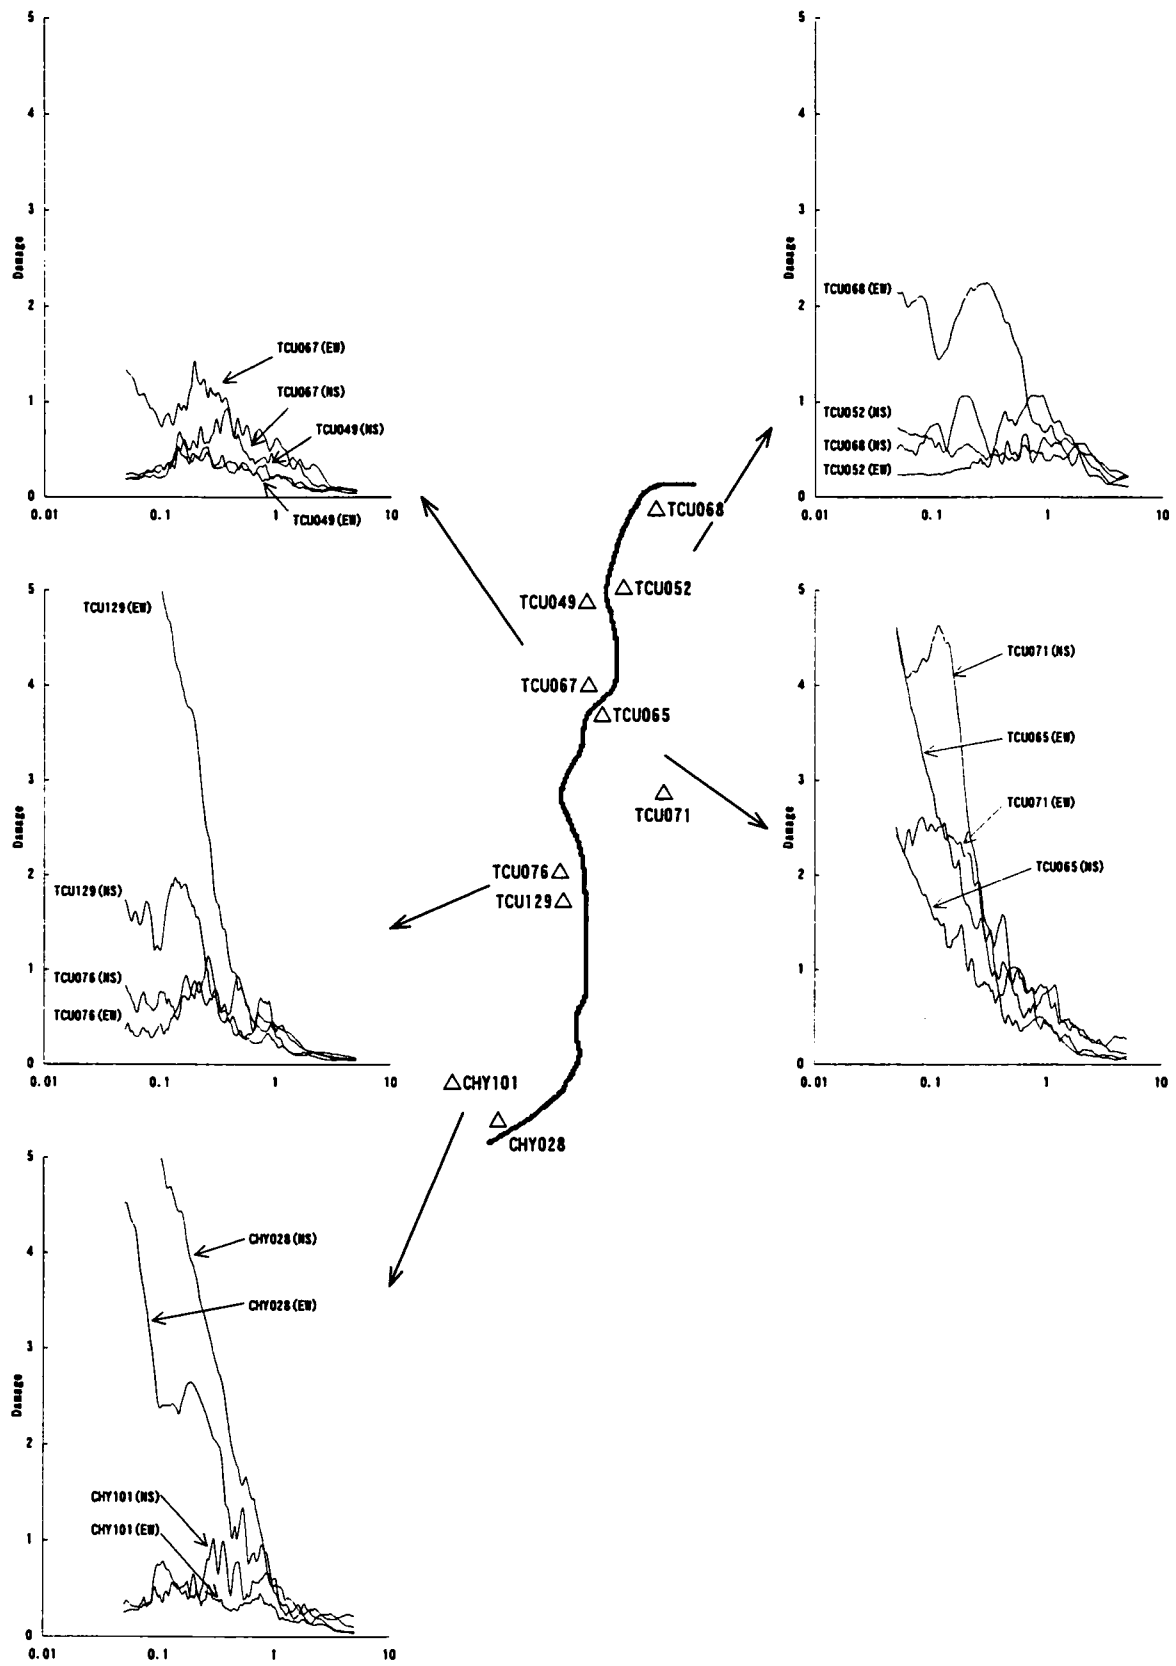 5
4
3
2
1
0
Damage
TCU067(EW)
TCU067(NS)
TCU049(NS)
TCU049(EW)
0.01
0.1
1
10
5
4
3
2
1
0
Damage
TCU068(EW)
TCU052(NS)
TCU068(NS)
TCU052(EW)
0.01
0.1
1
10
TCU068
TCU052
TCU049
TCU067
TCU065
TCU071
TCU076
TCU129
CHY101
CHY028
5
4
3
2
1
0
Damage
TCU129(EW)
TCU129(NS)
TCU076(NS)
TCU076(EW)
0.01
0.1
1
10
5
4
3
2
1
0
Damage
TCU071(NS)
TCU065(EW)
TCU071(EW)
TCU065(NS)
0.01
0.1
1
10
5
4
3
2
1
0
Damage
CHY028(NS)
CHY028(EW)
CHY101(NS)
CHY101(EW)
0.01
0.1
1
10